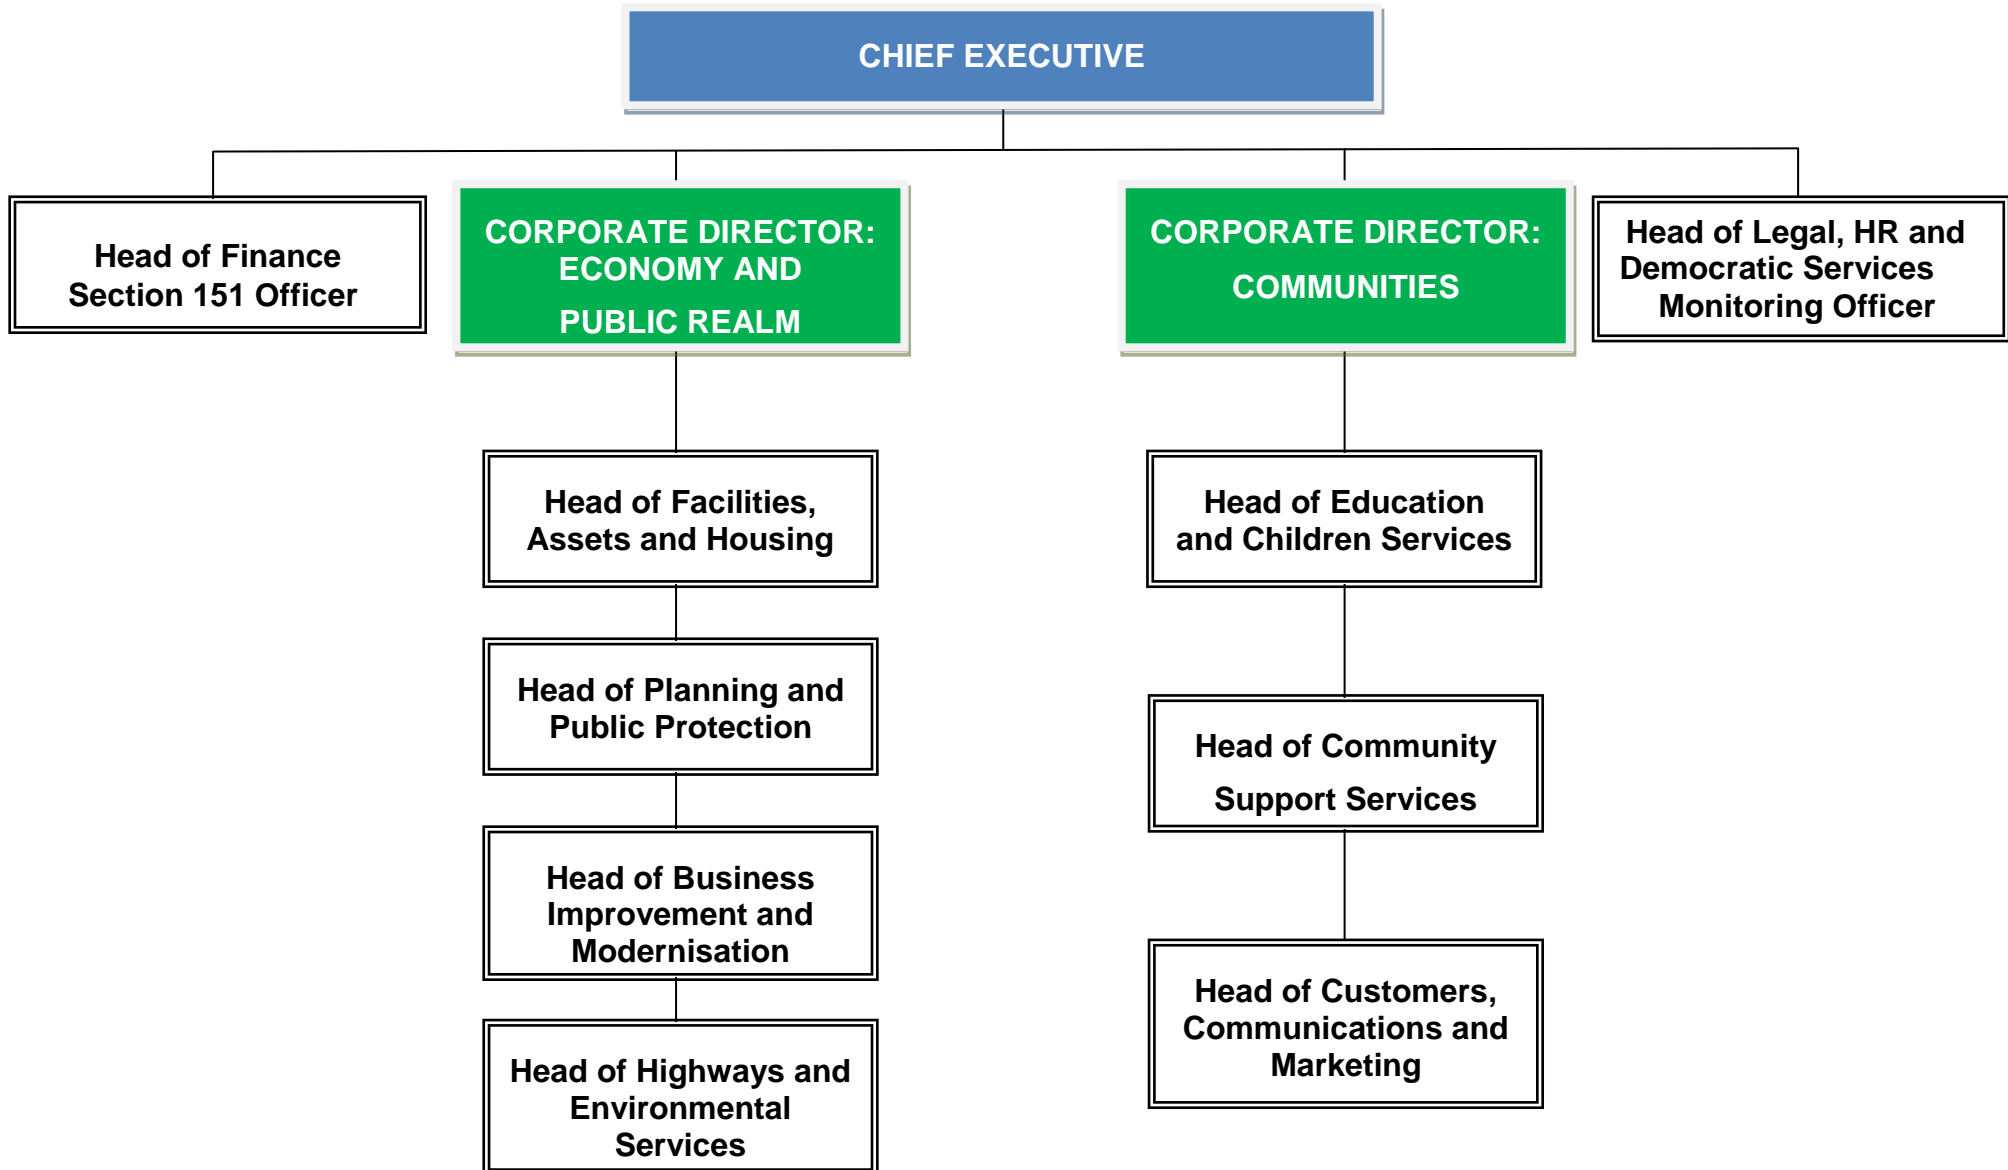 CHIEF EXECUTIVE
Head of Finance
Section 151 Officer
CORPORATE DIRECTOR:
ECONOMY AND
PUBLIC REALM
CORPORATE DIRECTOR:
COMMUNITIES
Head of Legal, HR and
Democratic Services
Monitoring Officer
Head of Facilities,
Assets and Housing
Head of Planning and
Public Protection
Head of Business
Improvement and
Modernisation
Head of Highways and
Environmental
Services
Head of Education
and Children Services
Head of Community
Support Services
Head of Customers,
Communications and
Marketing